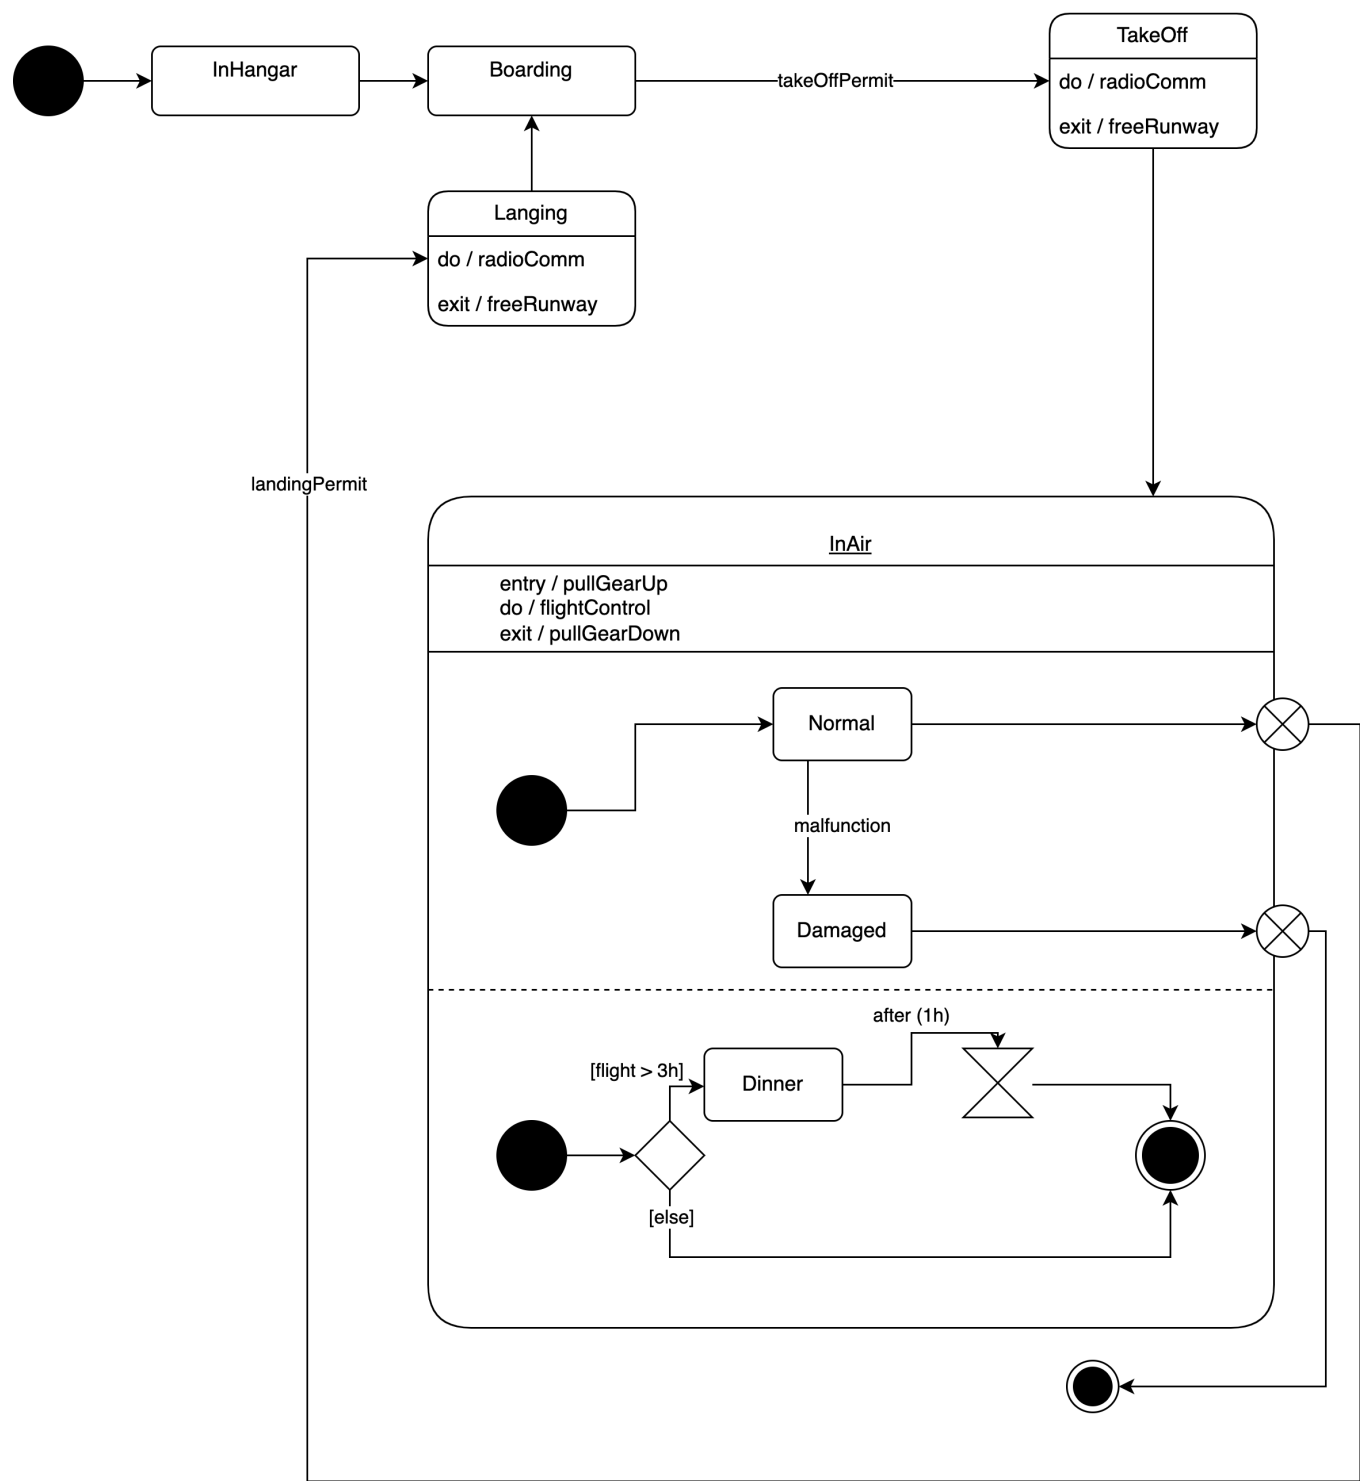 InHangar
Boarding
takeOffPermit
TakeOff
do / radioComm
exit / freeRunway
Langing
do / radioComm
exit / freeRunway
landingPermit
InAir
entry / pullGearUp
do / flightControl
exit / pullGearDown
Normal
malfunction
Damaged
after (1h)
[flight > 3h]
Dinner
[else]